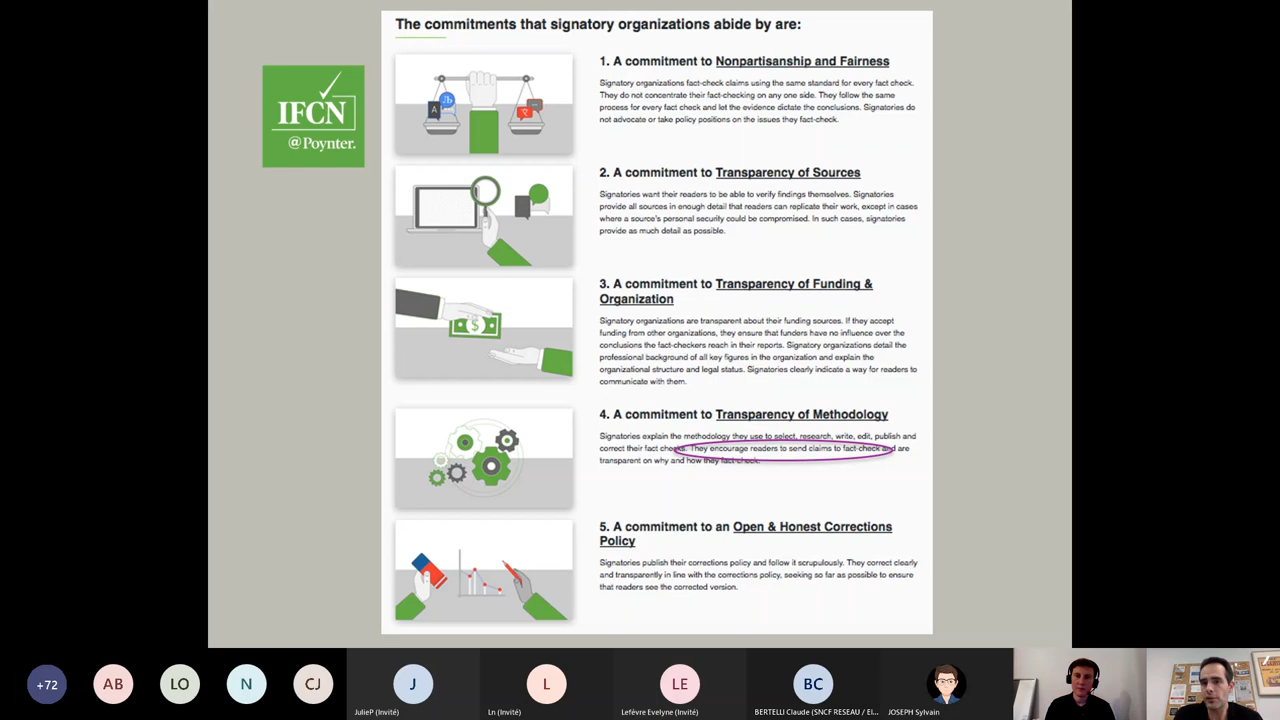 The commitments that signatory organizations abide by are:
IFCN
@Poynter.
1. A commitment to Nonpartisanship and Fairness
Signatory organizations fact-check claims using the same standard for every fact check.
They do not concentrate their fact-checking on any one side. They follow the same
process for every fact check and let the evidence dictate the conclusions. Signatories do
not advocate or take policy positions on the issues they fact-check.
2. A commitment to Transparency of Sources
Signatories want their readers to be able to verify findings themselves. Signatories
provide all sources in enough detail that readers can replicate their work, except in cases
where a source's personal security could be compromised. In such cases, signatories
provide as much detail as possible.
3. A commitment to Transparency of Funding &
Organization
Signatory organizations are transparent about their funding sources. If they accept
funding from other organizations, they ensure that funders have no influence over the
conclusions the fact-checkers reach in their reports. Signatory organizations detail the
professional background of all key figures in the organization and explain the
organizational structure and legal status. Signatories clearly indicate a way for readers to
communicate with them.
$
4. A commitment to Transparency of Methodology
Signatories explain the methodology they use to select, research, write, edit, publish and
correct their fact checks. They encourage readers to send claims to fact-check and are
transparent on why and how they fact-check.
5. A commitment to an Open & Honest Corrections
Policy
Signatories publish their corrections policy and follow it scrupulously. They correct clearly
and transparently in line with the corrections policy, seeking so far as possible to ensure
that readers see the corrected version.
+72
AB
LO
N
CJ
J
L
LE
BC
JulieP (Invité)
Ln (Invité)
Lefèvre Evelyne (Invité)
BERTELLI Claude (SNCF RESEAU / El...
JOSEPH Sylvain